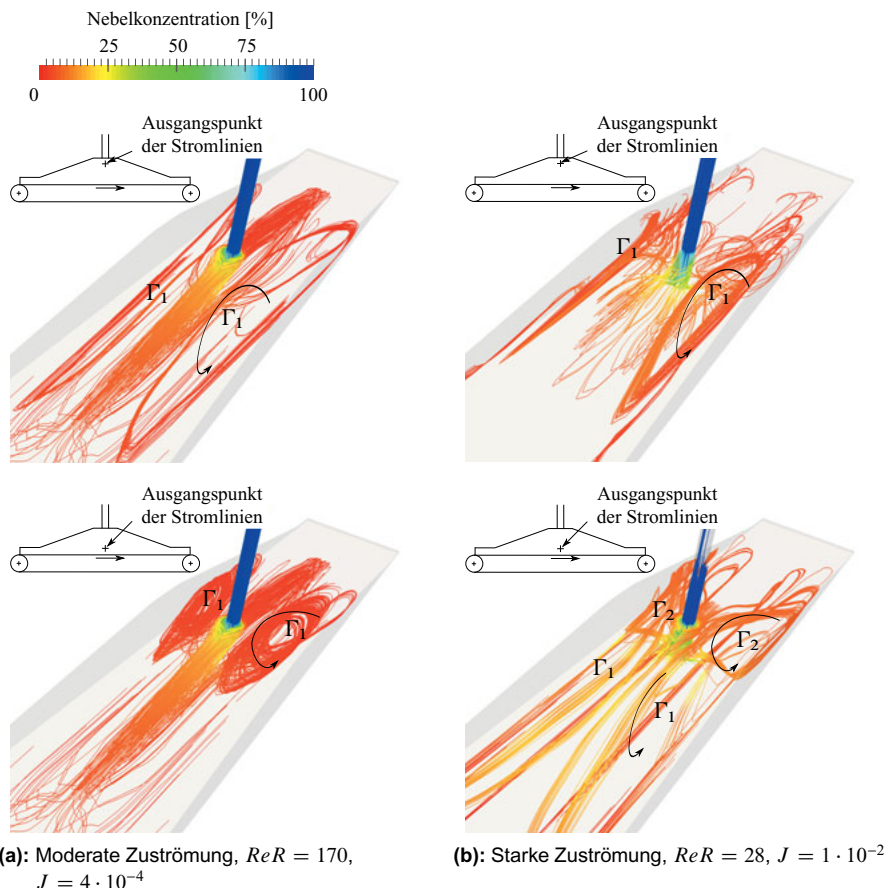 Nebelkonzentration [%]
25 50 75
0 100
Ausgangspunkt
der Stromlinien
Γ1
Γ1
Ausgangspunkt
der Stromlinien
Γ1
Γ1
Ausgangspunkt
der Stromlinien
Γ1
Γ1
Ausgangspunkt
der Stromlinien
Γ2
Γ2
Γ1
Γ1
(a): Moderate Zuströmung, ReR = 170,
J = 4 · 10⁻⁴
(b): Starke Zuströmung, ReR = 28, J = 1 · 10⁻²